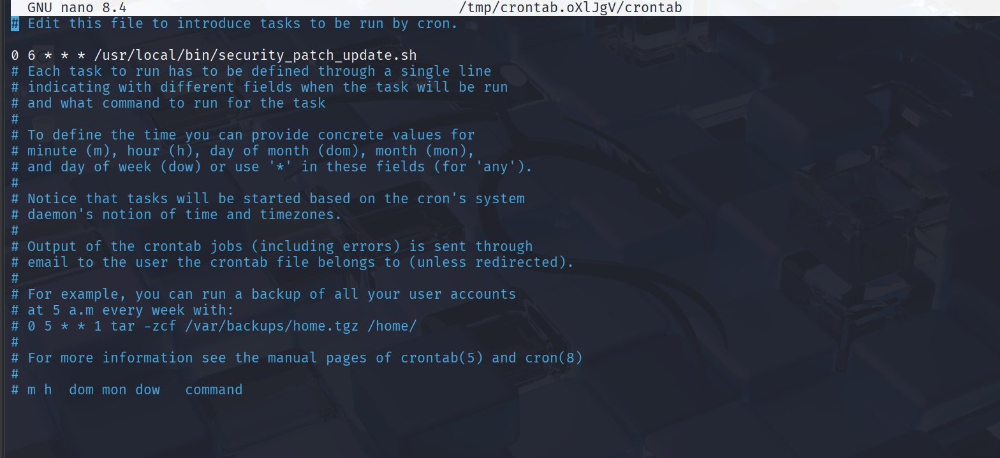 GNU nano 8.4 /tmp/crontab.oXlJgV/crontab
# Edit this file to introduce tasks to be run by cron.
0 6 * * * /usr/local/bin/security_patch_update.sh
# Each task to run has to be defined through a single line
# indicating with different fields when the task will be run
# and what command to run for the task
#
# To define the time you can provide concrete values for
# minute (m), hour (h), day of month (dom), month (mon),
# and day of week (dow) or use '*' in these fields (for 'any').
#
# Notice that tasks will be started based on the cron's system
# daemon's notion of time and timezones.
#
# Output of the crontab jobs (including errors) is sent through
# email to the user the crontab file belongs to (unless redirected).
#
# For example, you can run a backup of all your user accounts
# at 5 a.m every week with:
# 0 5 * * 1 tar -zcf /var/backups/home.tgz /home/
#
# For more information see the manual pages of crontab(5) and cron(8)
#
# m h  dom mon dow   command